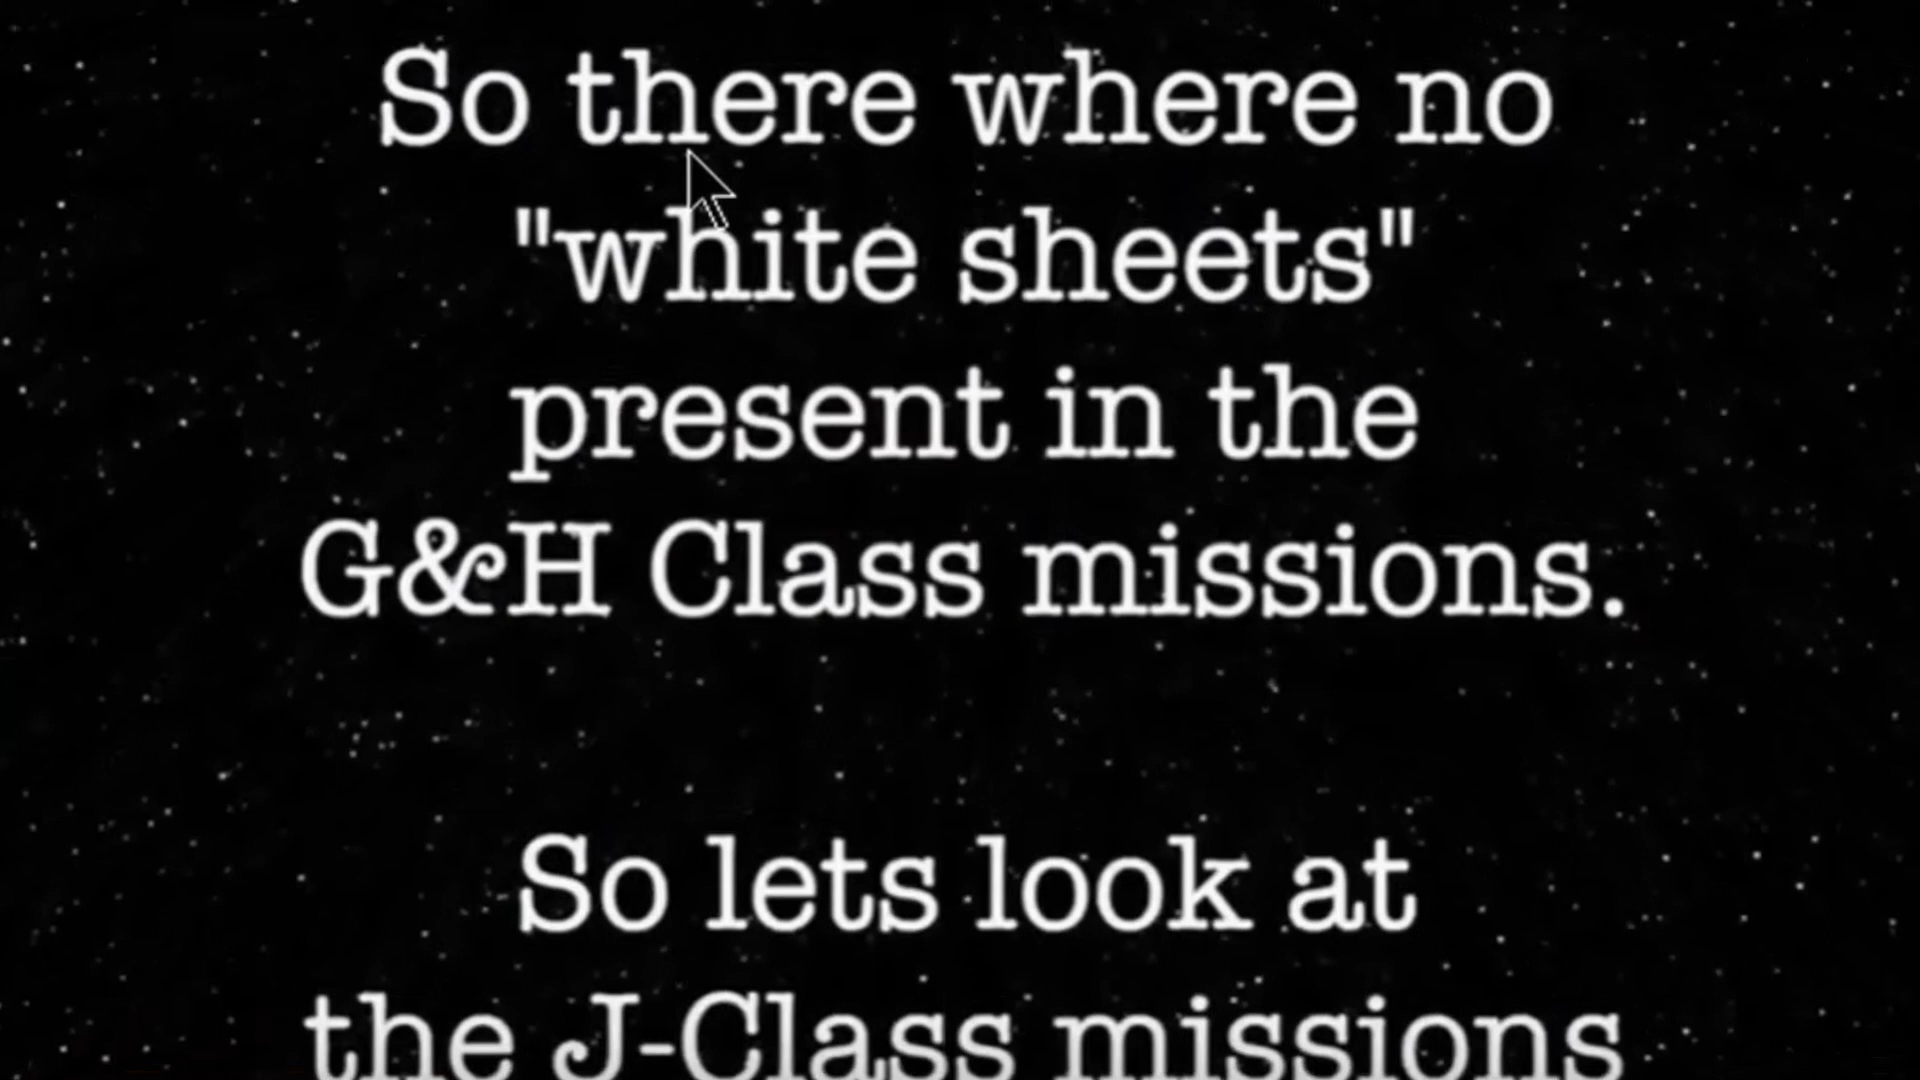 So there where no
"white sheets"
present in the
G&H Class missions.
So lets look at
the J-Class missions